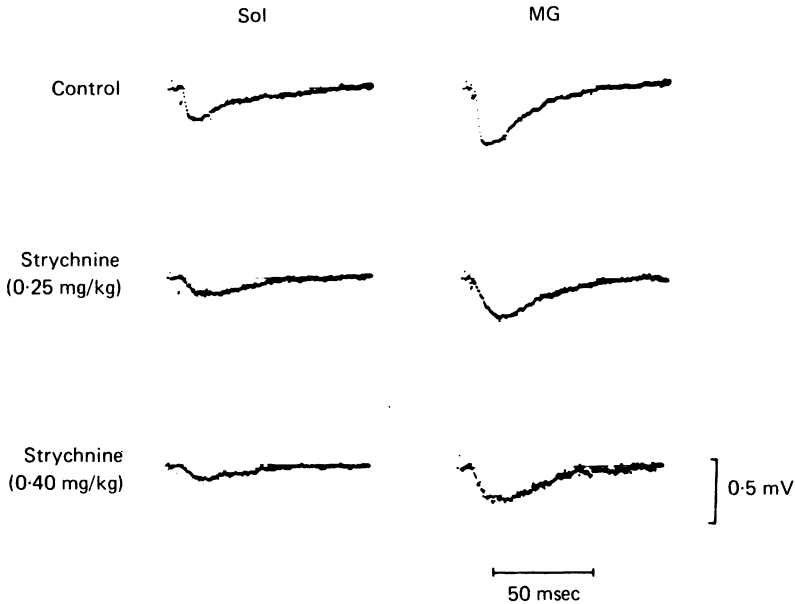 Sol
MG
Control
Strychnine
(0·25 mg/kg)
Strychnine
(0·40 mg/kg)
0·5 mV
50 msec